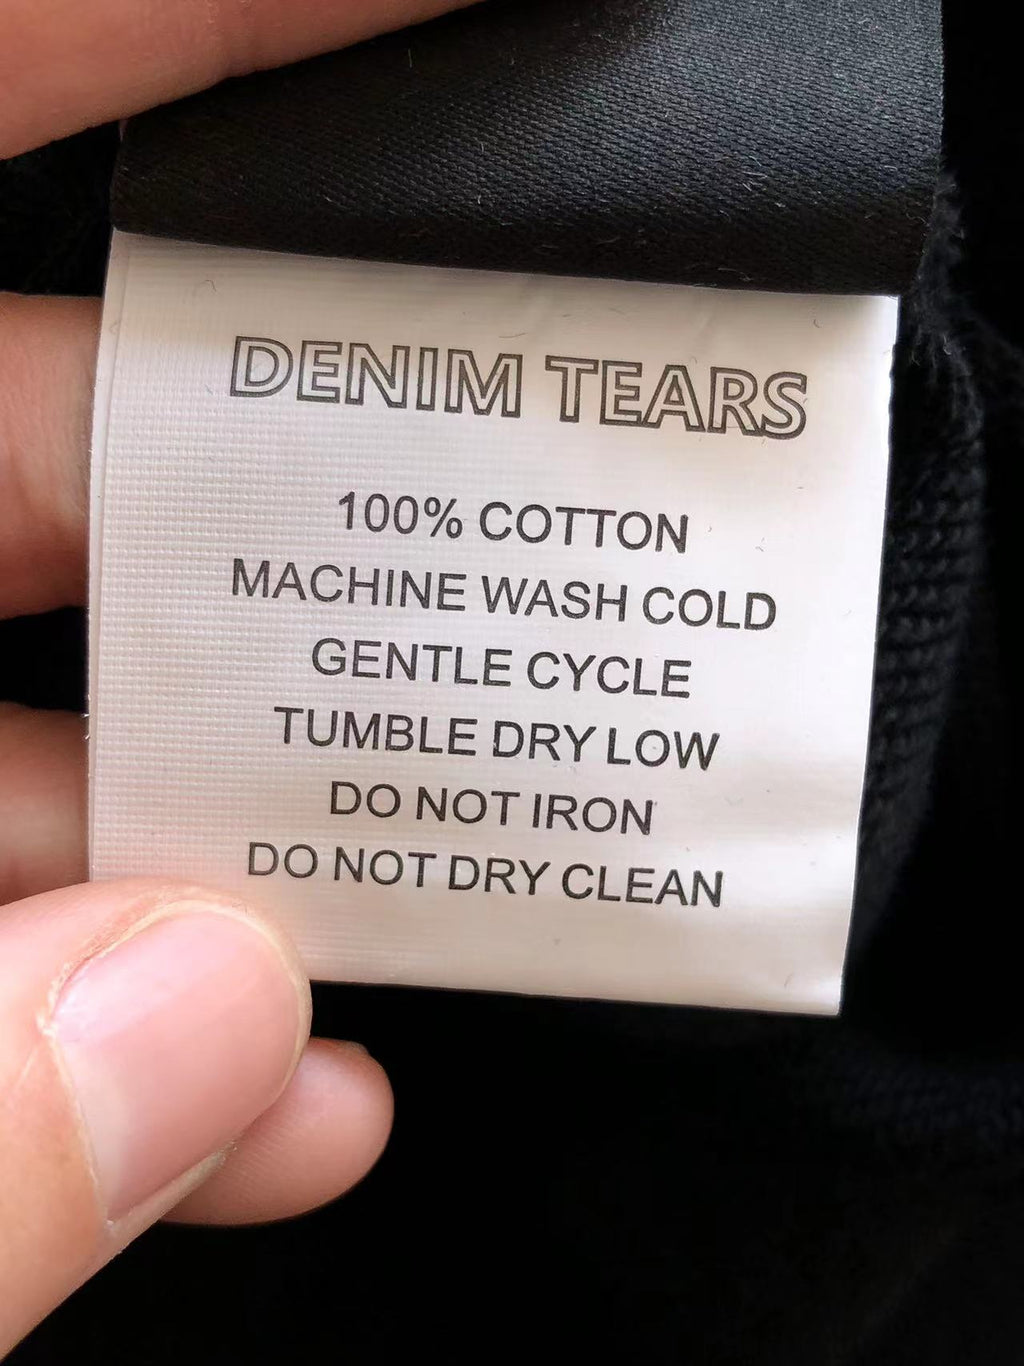 DENIM TEARS
100% COTTON
MACHINE WASH COLD
GENTLE CYCLE
TUMBLE DRY LOW
DO NOT IRON
DO NOT DRY CLEAN